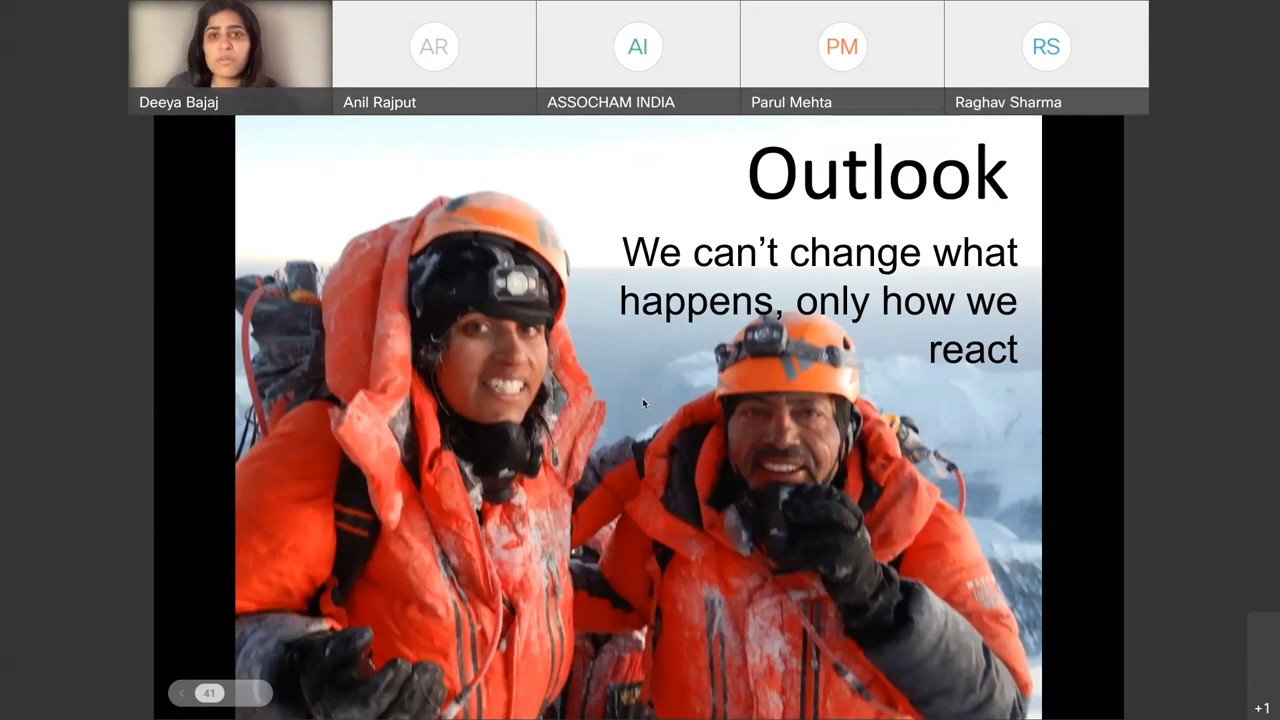 AR
AI
PM
RS
Deeya Bajaj
Anil Rajput
ASSOCHAM INDIA
Parul Mehta
Raghav Sharma
Outlook
We can’t change what
happens, only how we
react
41
+1